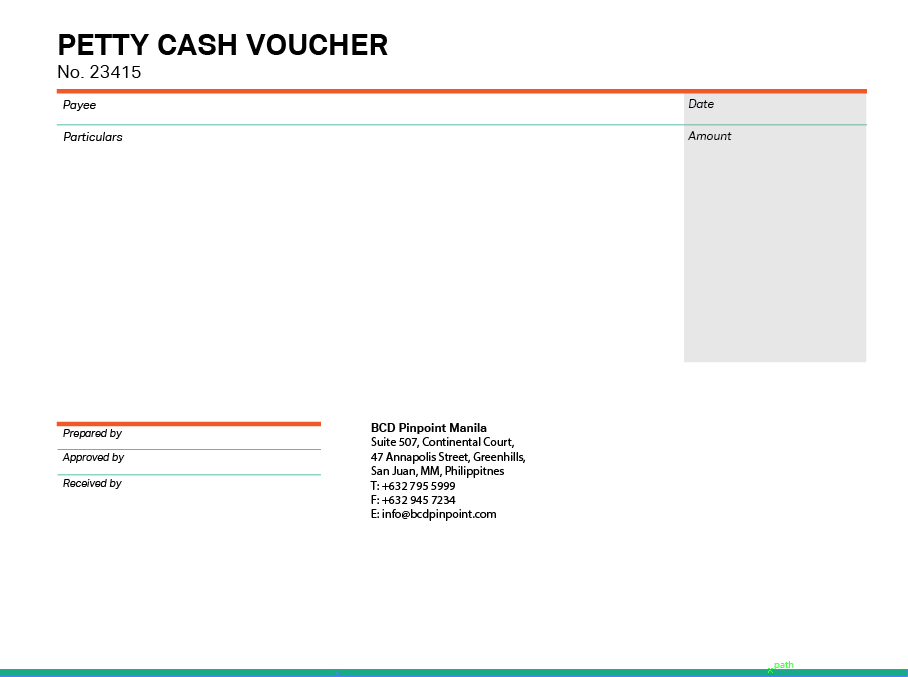 PETTY CASH VOUCHER
No. 23415
Payee
Date
Particulars
Amount
Prepared by
Approved by
Received by
BCD Pinpoint Manila
Suite 507, Continental Court,
47 Annapolis Street, Greenhills,
San Juan, MM, Philippitnes
T: +632 795 5999
F: +632 945 7234
E: info@bcdpinpoint.com
path